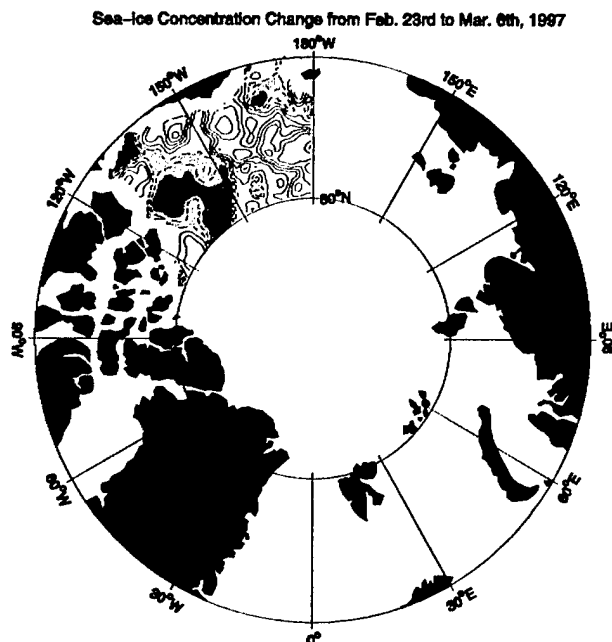 Sea-Ice Concentration Change from Feb. 23rd to Mar. 6th, 1997
180°W
150°W
150°E
120°W
120°E
80°N
90°W
90°E
60°W
60°E
30°W
30°E
0°